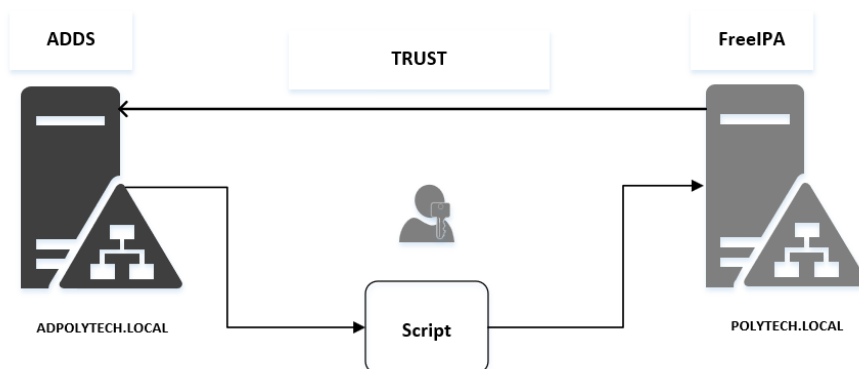 ADDS
TRUST
FreeIPA
Script
ADPOLYTECH.LOCAL
POLYTECH.LOCAL